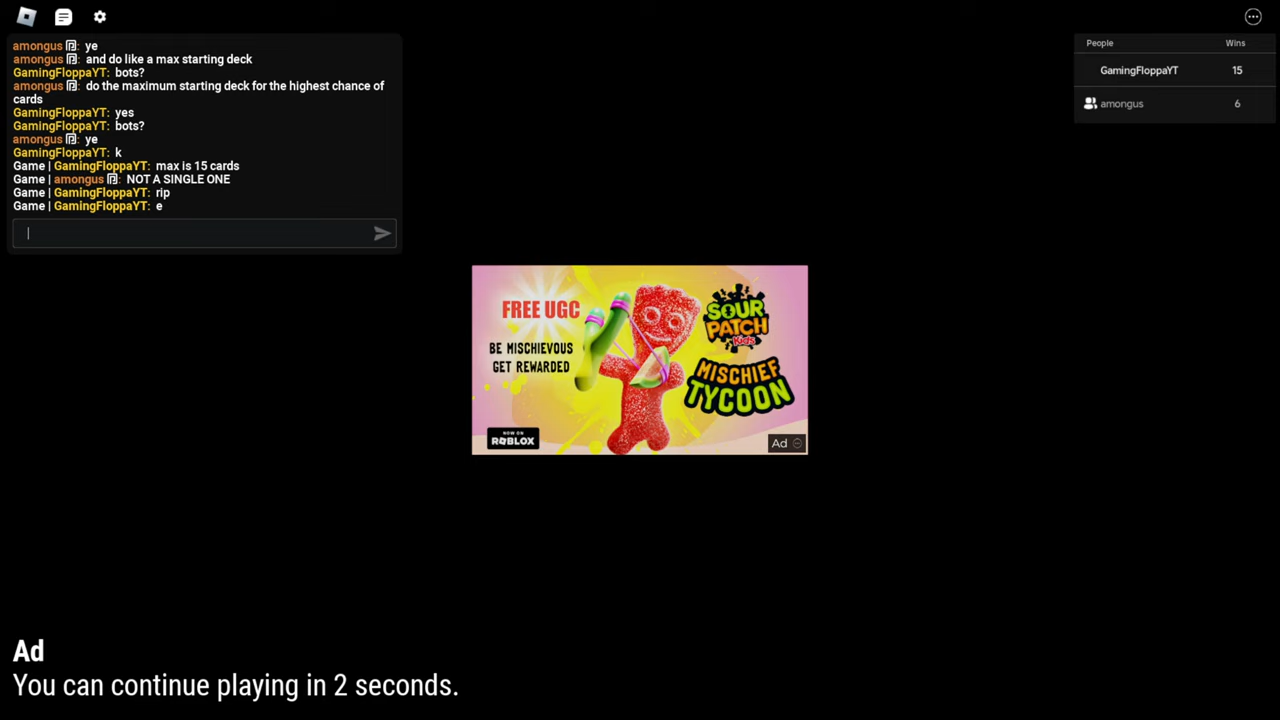 amongus: ye
amongus: and do like a max starting deck
GamingFloppaYT: bots?
amongus: do the maximum starting deck for the highest chance of
cards
GamingFloppaYT: yes
GamingFloppaYT: bots?
amongus: ye
GamingFloppaYT: k
Game | GamingFloppaYT: max is 15 cards
Game | amongus: NOT A SINGLE ONE
Game | GamingFloppaYT: rip
Game | GamingFloppaYT: e
People Wins
GamingFloppaYT 15
amongus 6
FREE UGC
BE MISCHIEVOUS
GET REWARDED
NOW ON
ROBLOX
SOUR
PATCH
Kids
MISCHIEF
TYCOON
Ad
Ad
You can continue playing in 2 seconds.